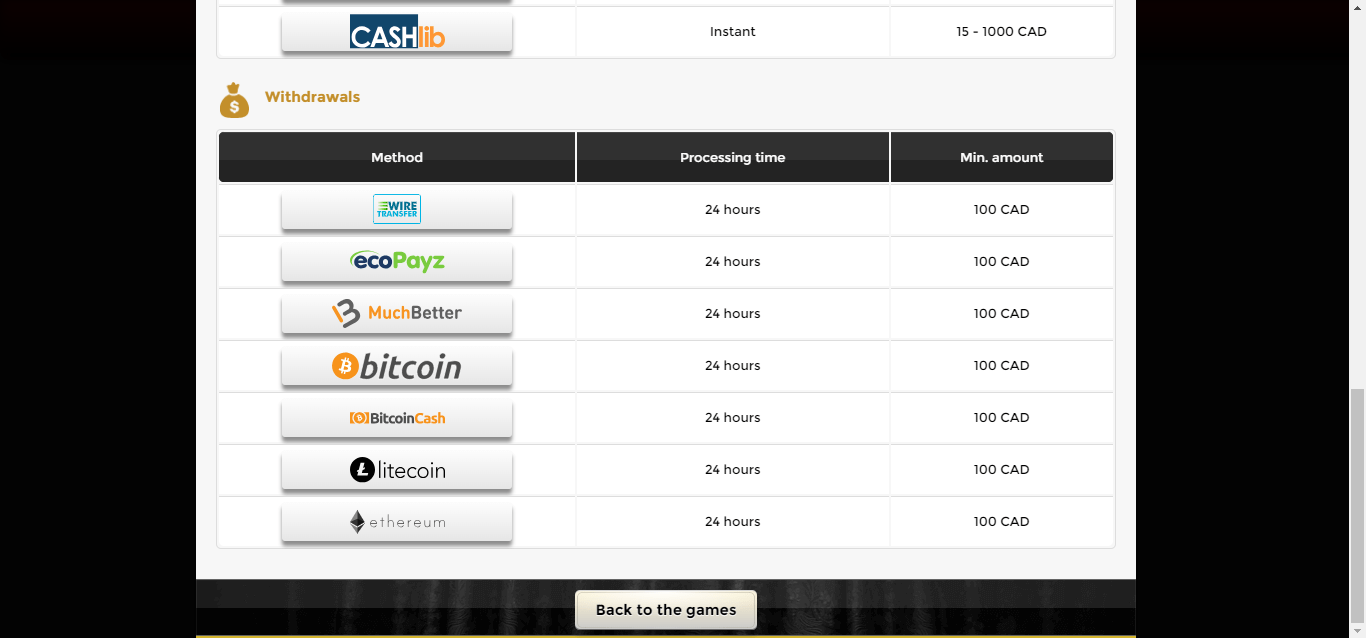 CASHlib Instant 15 - 1000 CAD
Withdrawals
Method Processing time Min. amount
WIRE TRANSFER 24 hours 100 CAD
ecoPayz 24 hours 100 CAD
MuchBetter 24 hours 100 CAD
bitcoin 24 hours 100 CAD
BitcoinCash 24 hours 100 CAD
litecoin 24 hours 100 CAD
ethereum 24 hours 100 CAD
Back to the games